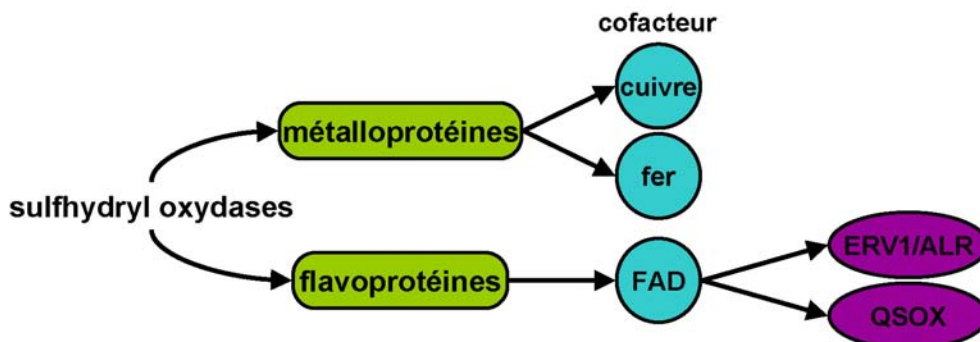 cofacteur
cuivre
métalloprotéines
fer
sulfhydryl oxydases
ERV1/ALR
flavoprotéines
FAD
QSOX